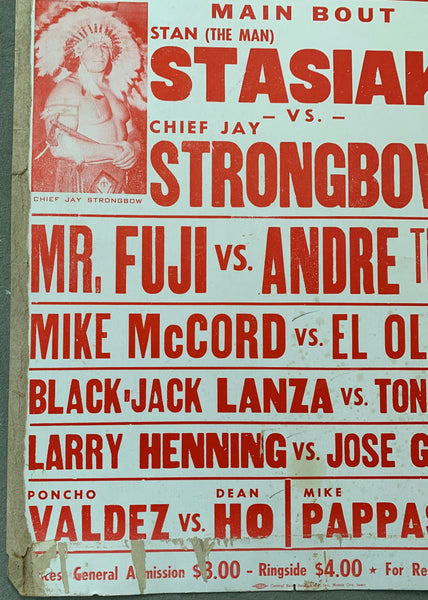 MAIN BOUT
STAN (THE MAN)
STASIAK
- VS. -
CHIEF JAY
STRONGBOW
CHIEF JAY STRONGBOW
MR. FUJI VS. ANDRE T
MIKE McCORD VS. EL OL
BLACK-JACK LANZA VS. TON
LARRY HENNING VS. JOSE G
PONCHO VALDEZ VS. DEAN HO | MIKE PAPPAS
ces General Admission $3.00 - Ringside $4.00 ★ For Re